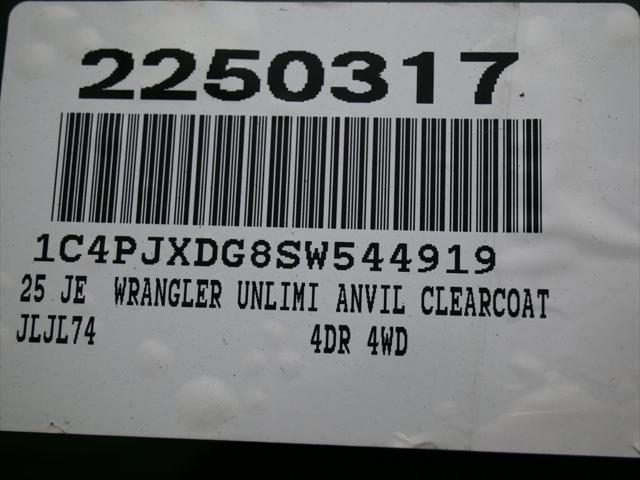 2250317
1C4PJXDG8SW544919
25 JE WRANGLER UNLIMI ANVIL CLEARCOAT
JLJL74 4DR 4WD